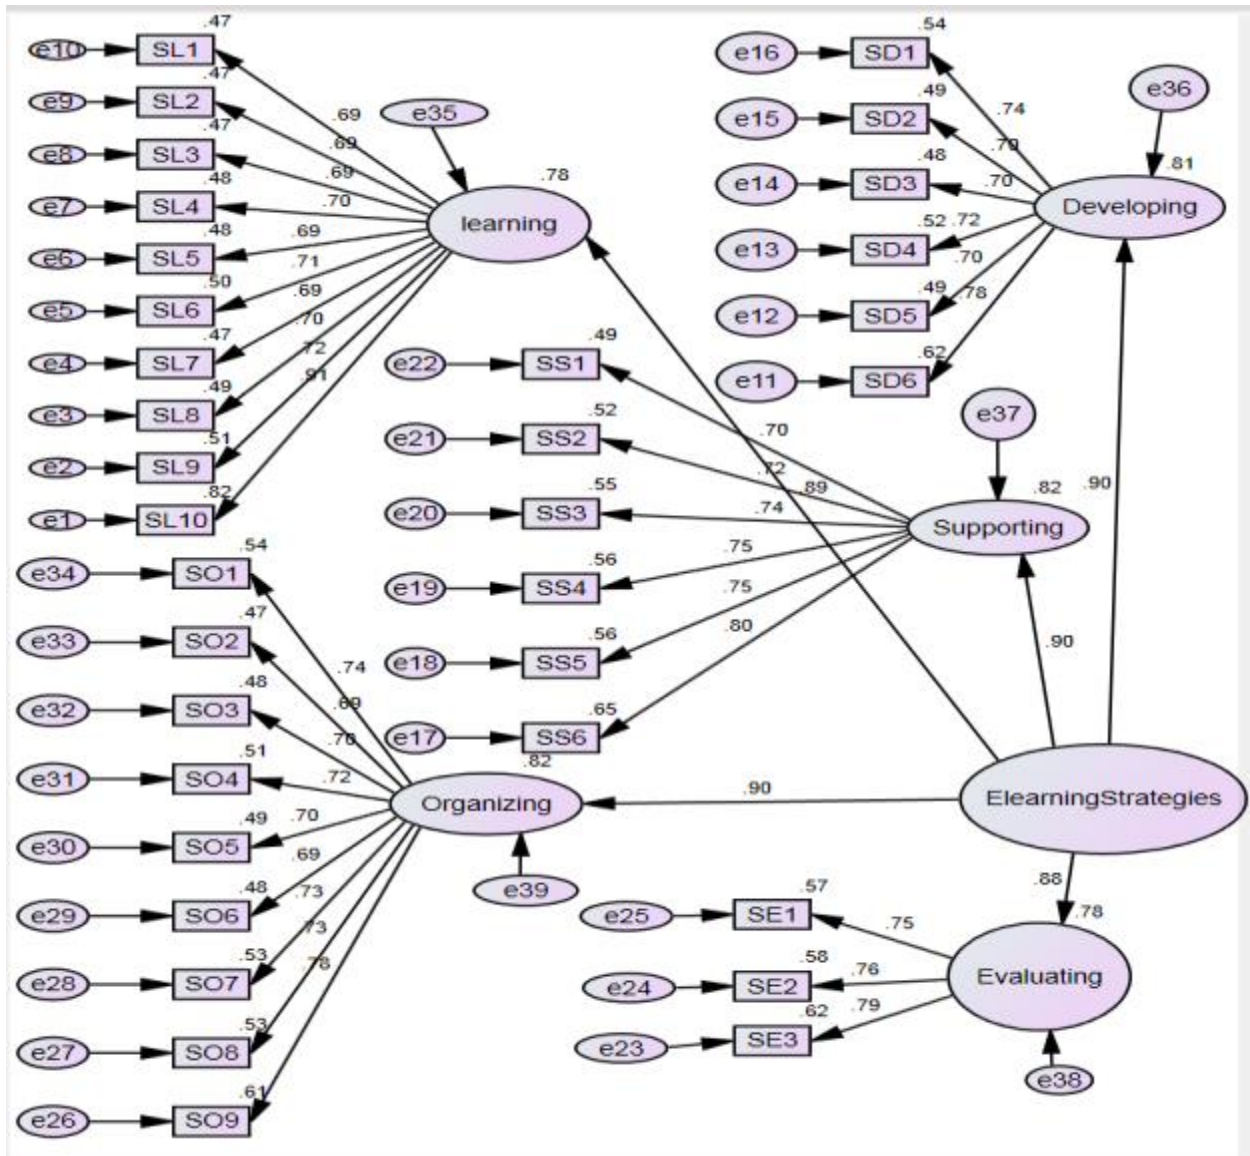 .47
e10 SL1
.47
e9 SL2
.47
e8 SL3
.48
e7 SL4
.48
e6 SL5
.50
e5 SL6
.47
e4 SL7
.49
e3 SL8
.51
e2 SL9
.82
e1 SL10
.69
.69
.69
.70
.69
.71
.69
.70
.72
.91
e35
.78
learning
.54
e16 SD1
.49
e15 SD2
.48
e14 SD3
.52
e13 SD4
.49
e12 SD5
.62
e11 SD6
.74
.70
.70
.72
.70
.78
e36
.81
Developing
.49
e22 SS1
.52
e21 SS2
.55
e20 SS3
.56
e19 SS4
.56
e18 SS5
.65
e17 SS6
.70
.72
.74
.75
.75
.80
e37
.82
Supporting
.89
.90
.90
.54
e34 SO1
.47
e33 SO2
.48
e32 SO3
.51
e31 SO4
.49
e30 SO5
.48
e29 SO6
.53
e28 SO7
.53
e27 SO8
.61
e26 SO9
.74
.69
.70
.72
.70
.69
.73
.73
.78
.82
Organizing
e39
.90
ElearningStrategies
.88
.78
Evaluating
e38
.57
e25 SE1
.58
e24 SE2
.62
e23 SE3
.75
.76
.79